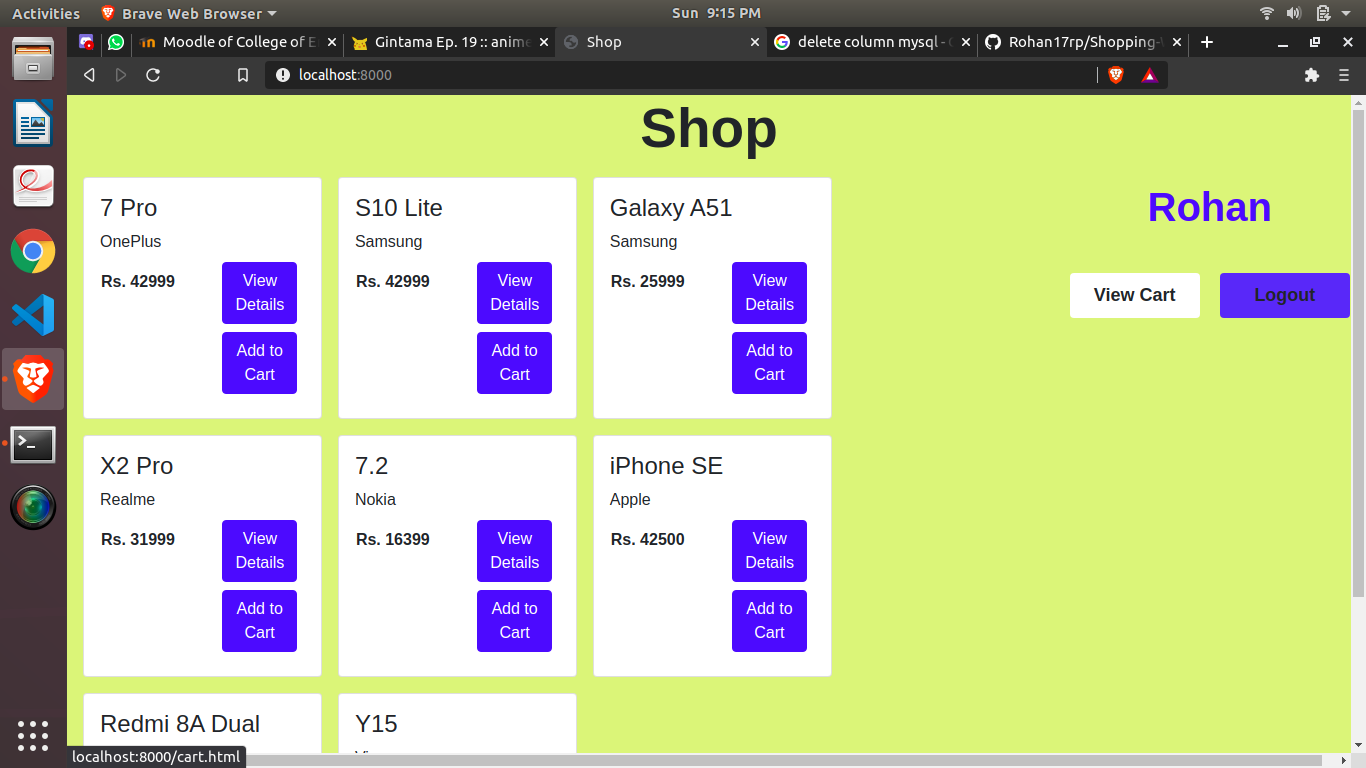 Activities
Brave Web Browser
Sun 9:15 PM
Moodle of College of E
Gintama Ep. 19 :: anime
Shop
delete column mysql - G
Rohan17rp/Shopping-
localhost:8000
Shop
7 Pro
OnePlus
Rs. 42999
View
Details
Add to
Cart
S10 Lite
Samsung
Rs. 42999
View
Details
Add to
Cart
Galaxy A51
Samsung
Rs. 25999
View
Details
Add to
Cart
Rohan
View Cart
Logout
X2 Pro
Realme
Rs. 31999
View
Details
Add to
Cart
7.2
Nokia
Rs. 16399
View
Details
Add to
Cart
iPhone SE
Apple
Rs. 42500
View
Details
Add to
Cart
Redmi 8A Dual
Y15
localhost:8000/cart.html